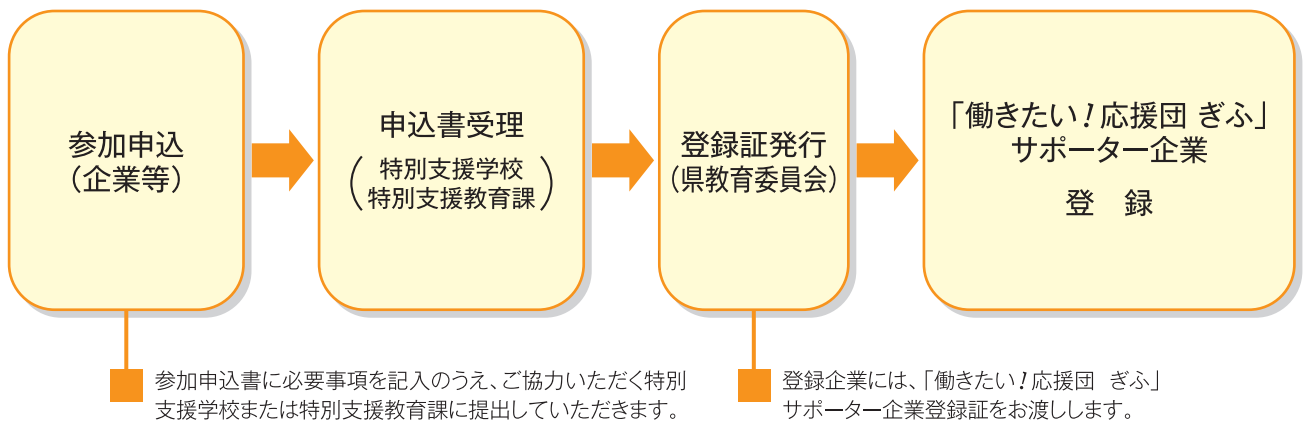 参加申込
（企業等）
申込書受理
（特別支援学校
特別支援教育課）
登録証発行
（県教育委員会）
「働きたい！応援団 ぎふ」
サポーター企業
登　録
参加申込書に必要事項を記入のうえ、ご協力いただく特別
支援学校または特別支援教育課に提出していただきます。
登録企業には、「働きたい！応援団　ぎふ」
サポーター企業登録証をお渡しします。